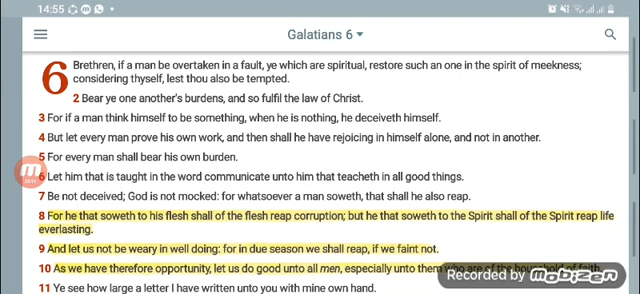 14:55
Galatians 6
6 Brethren, if a man be overtaken in a fault, ye which are spiritual, restore such an one in the spirit of meekness;
considering thyself, lest thou also be tempted.
2 Bear ye one another's burdens, and so fulfil the law of Christ.
3 For if a man think himself to be something, when he is nothing, he deceiveth himself.
4 But let every man prove his own work, and then shall he have rejoicing in himself alone, and not in another.
5 For every man shall bear his own burden.
6 Let him that is taught in the word communicate unto him that teacheth in all good things.
7 Be not deceived; God is not mocked: for whatsoever a man soweth, that shall he also reap.
8 For he that soweth to his flesh shall of the flesh reap corruption; but he that soweth to the Spirit shall of the Spirit reap life
everlasting.
9 And let us not be weary in well doing: for in due season we shall reap, if we faint not.
10 As we have therefore opportunity, let us do good unto all men, especially unto them who are of the household of faith.
11 Ye see how large a letter I have written unto you with mine own hand.
Recorded by mobizen